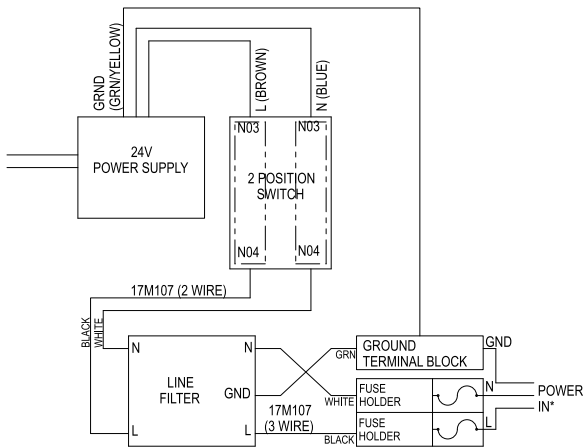 GRND
(GRN/YELLOW)
L (BROWN)
N (BLUE)
24V
POWER SUPPLY
N03
N03
2 POSITION
SWITCH
N04
N04
17M107 (2 WIRE)
BLACK
WHITE
N
L
LINE
FILTER
N
GND
L
GRN
WHITE
17M107
(3 WIRE)
BLACK
GROUND
TERMINAL BLOCK
FUSE
HOLDER
FUSE
HOLDER
GND
N
L
POWER
IN*